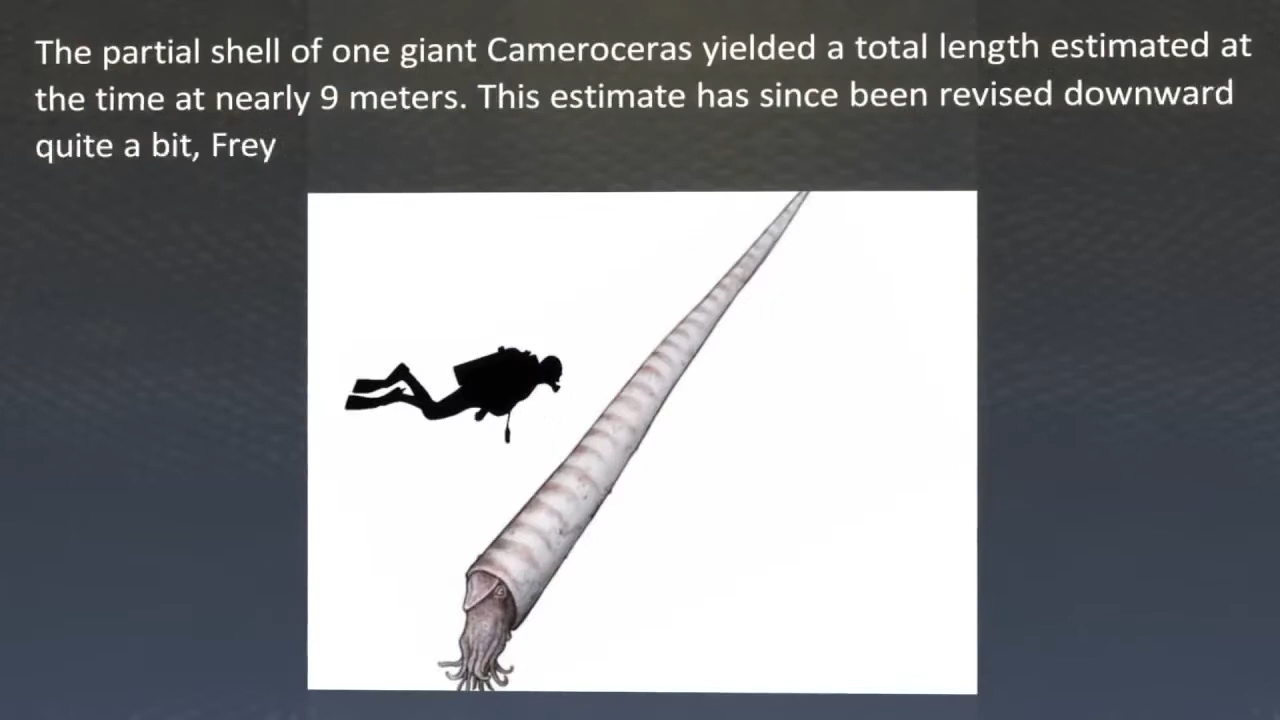 The partial shell of one giant Cameroceras yielded a total length estimated at
the time at nearly 9 meters. This estimate has since been revised downward
quite a bit, Frey